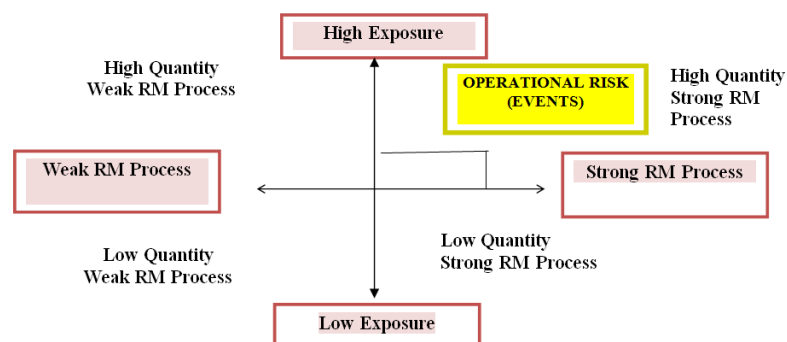 High Exposure
High Quantity
Weak RM Process
OPERATIONAL RISK
(EVENTS)
High Quantity
Strong RM
Process
Weak RM Process
Strong RM Process
Low Quantity
Weak RM Process
Low Quantity
Strong RM Process
Low Exposure